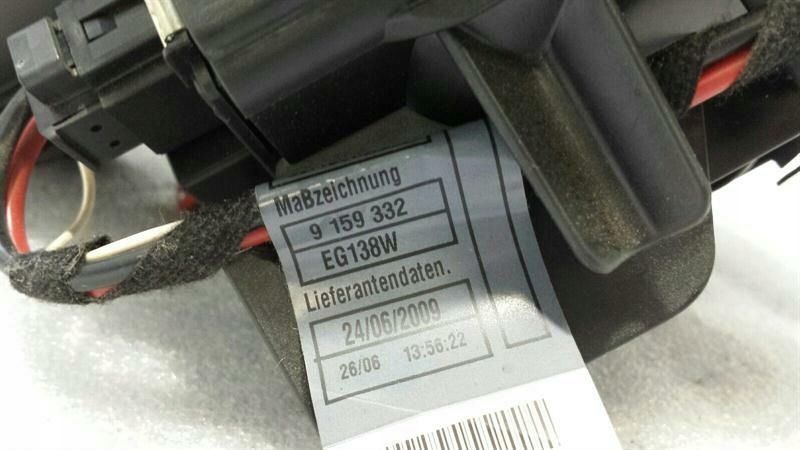 Maßzeichnung
9 159 332
EG138W
Lieferantendaten.
24/06/2009
26/06 13:56:22